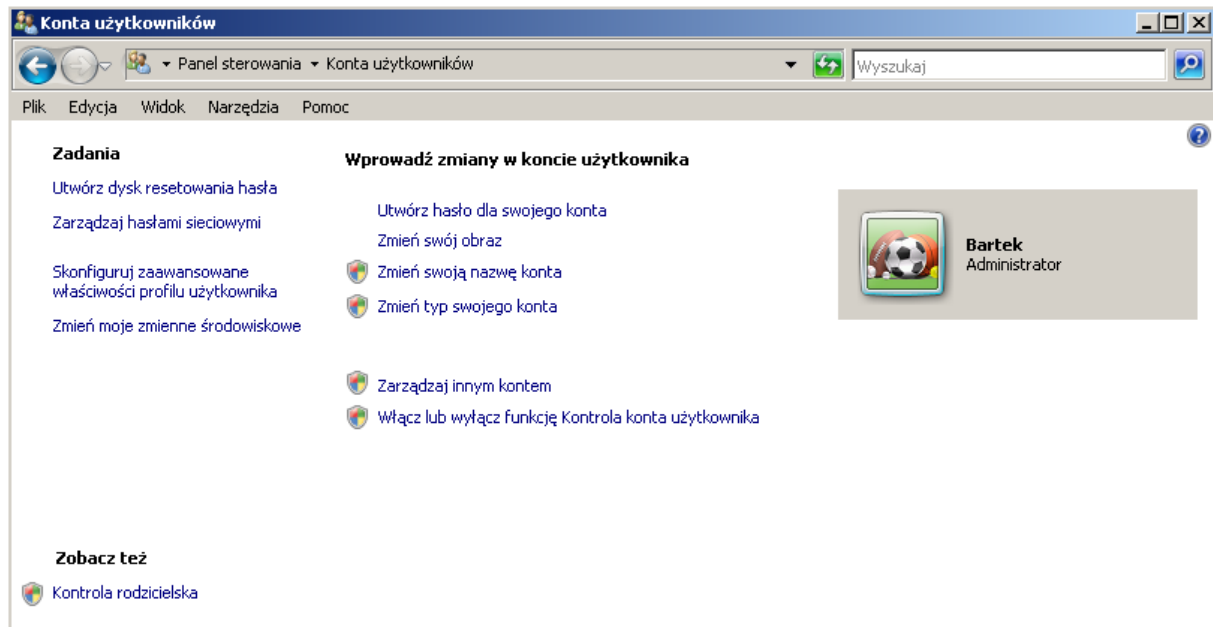 Konta użytkowników
Panel sterowania Konta użytkowników
Wyszukaj
Plik Edycja Widok Narzędzia Pomoc
Zadania
Utwórz dysk resetowania hasła
Zarządzaj hasłami sieciowymi
Skonfiguruj zaawansowane
właściwości profilu użytkownika
Zmień moje zmienne środowiskowe
Wprowadź zmiany w koncie użytkownika
Utwórz hasło dla swojego konta
Zmień swój obraz
Zmień swoją nazwę konta
Zmień typ swojego konta
Zarządzaj innym kontem
Włącz lub wyłącz funkcję Kontrola konta użytkownika
Bartek
Administrator
Zobacz też
Kontrola rodzicielska